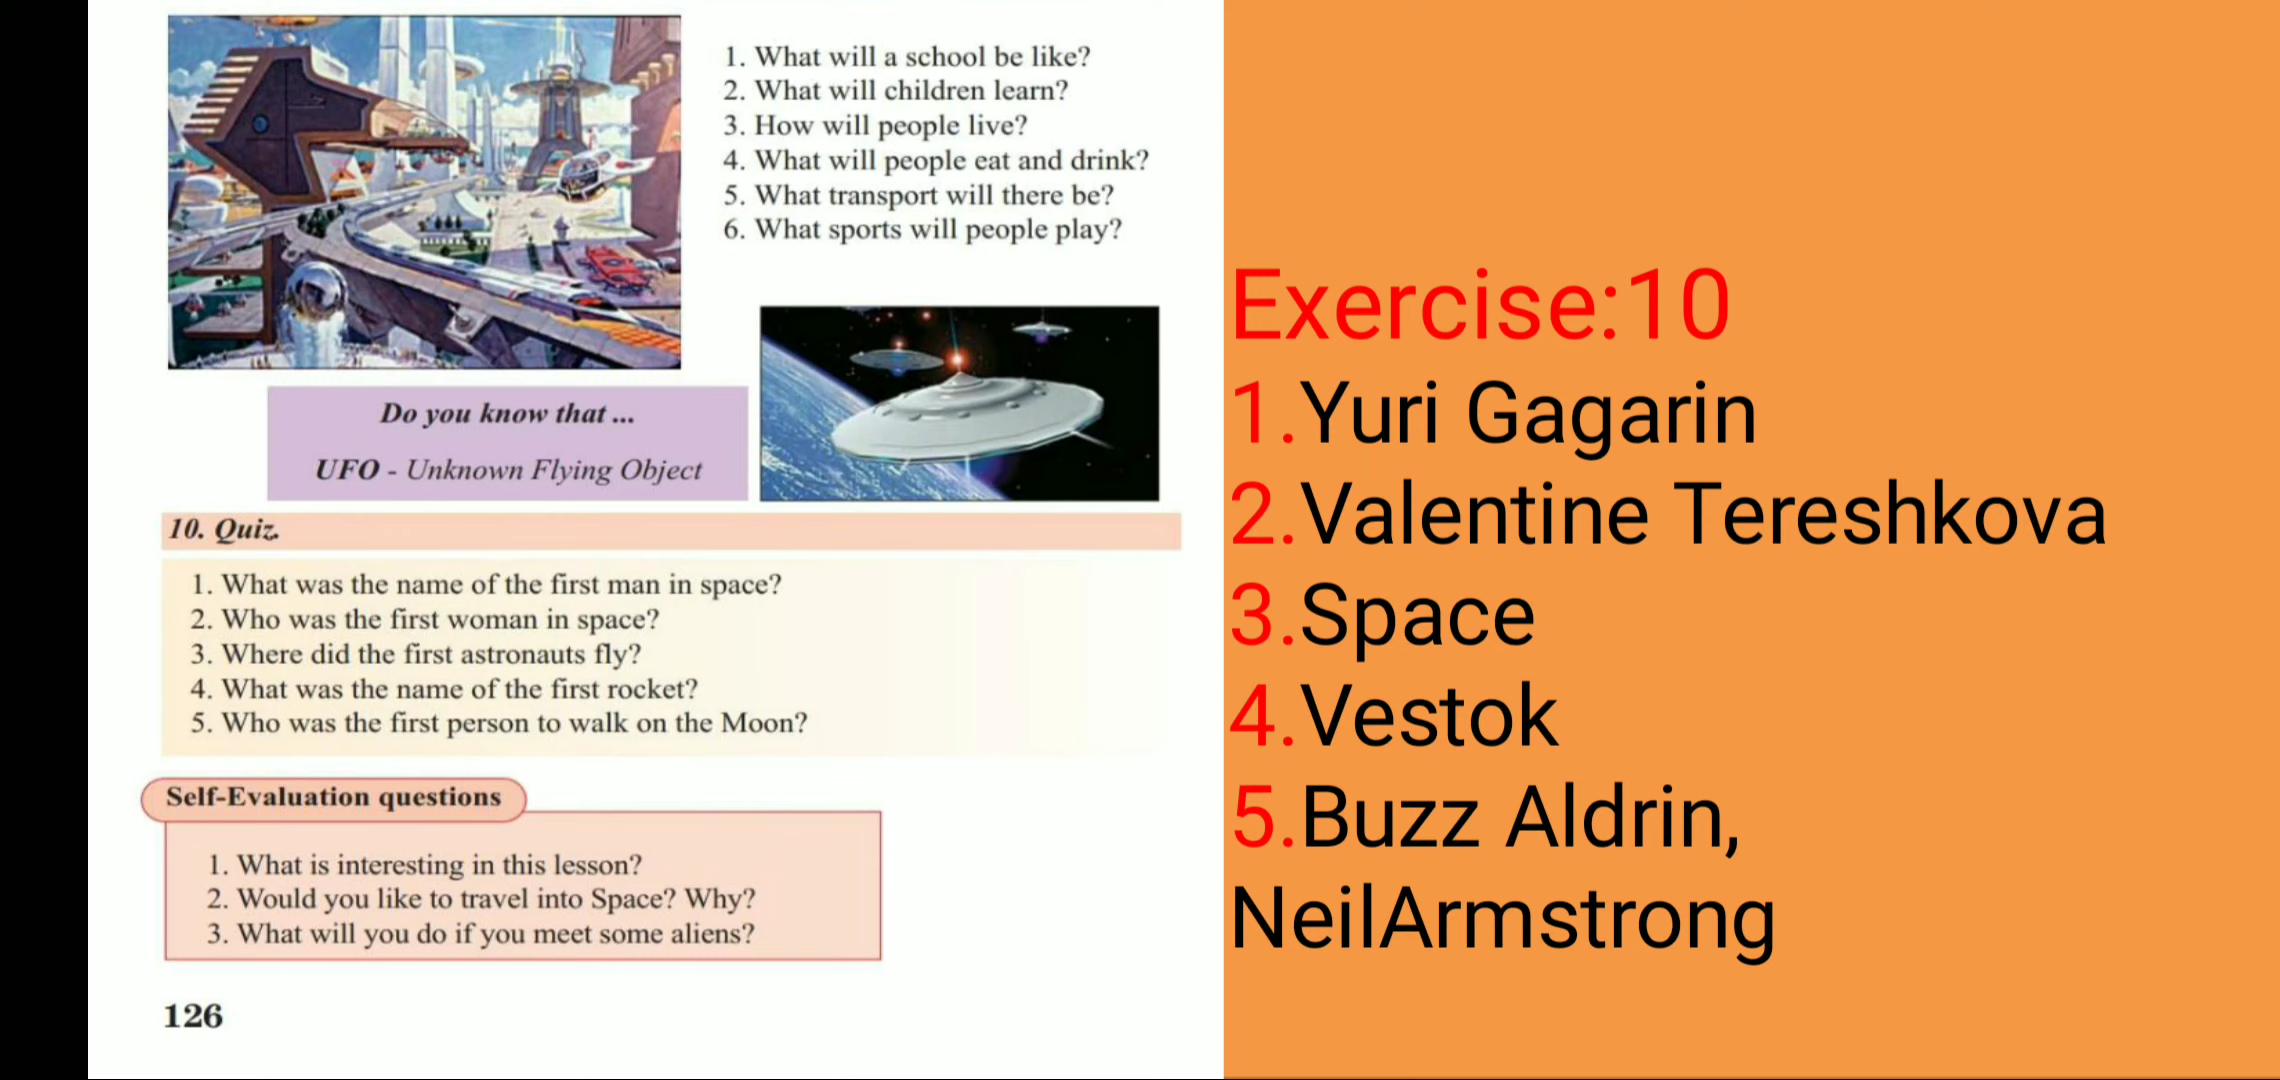 1. What will a school be like?
2. What will children learn?
3. How will people live?
4. What will people eat and drink?
5. What transport will there be?
6. What sports will people play?
Do you know that ...
UFO - Unknown Flying Object
10. Quiz.
1. What was the name of the first man in space?
2. Who was the first woman in space?
3. Where did the first astronauts fly?
4. What was the name of the first rocket?
5. Who was the first person to walk on the Moon?
Self-Evaluation questions
1. What is interesting in this lesson?
2. Would you like to travel into Space? Why?
3. What will you do if you meet some aliens?
126
Exercise:10
1.Yuri Gagarin
2.Valentine Tereshkova
3.Space
4.Vestok
5.Buzz Aldrin,
NeilArmstrong